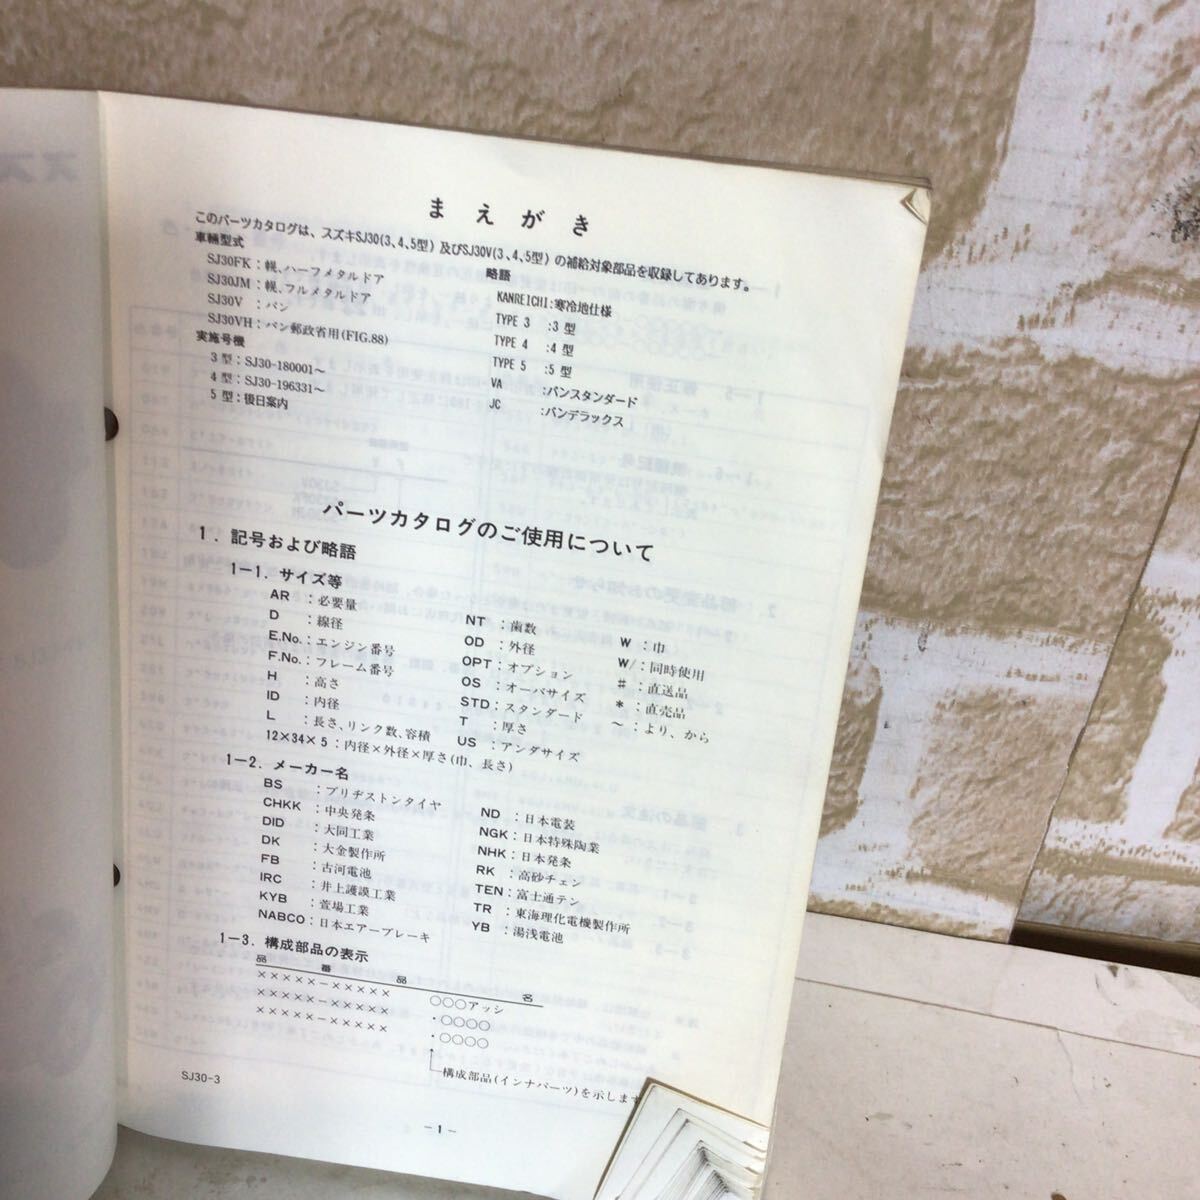 まえがき
このパーツカタログは、スズキSJ30(3、4、5型)及びSJ30V(3、4、5型)の補給対象部品を収録してあります。
車輛型式
SJ30FK：幌、ハーフメタルドア
SJ30JM：幌、フルメタルドア
SJ30V：バン
SJ30VH：バン郵政省用(FIG.88)
実施号機
3型：SJ30-180001～
4型：SJ30-196331～
5型：後日案内
略語
KANREICHI：寒冷地仕様
TYPE 3：3型
TYPE 4：4型
TYPE 5：5型
VA：バンスタンダード
JC：バンデラックス
パーツカタログのご使用について
1．記号および略語
1－1．サイズ等
AR：必要量
D：線径
E.No.：エンジン番号
F.No.：フレーム番号
H：高さ
ID：内径
L：長さ、リンク数、容積
12×34×5：内径×外径×厚さ(巾、長さ)
NT：歯数
OD：外径
OPT：オプション
OS：オーバサイズ
STD：スタンダード
T：厚さ
US：アンダサイズ
W：巾
W/：同時使用
#：直送品
*：直売品
～：より、から
1－2．メーカー名
BS：ブリヂストンタイヤ
CHKK：中央発条
DID：大同工業
DK：大金製作所
FB：古河電池
IRC：井上護謨工業
KYB：萱場工業
NABCO：日本エアーブレーキ
ND：日本電装
NGK：日本特殊陶業
NHK：日本発条
RK：高砂チェン
TEN：富士通テン
TR：東海理化電機製作所
YB：湯浅電池
1－3．構成部品の表示
品番 品名
×××××－××××× ○○○アッシ
×××××－××××× ・○○○○
×××××－××××× ・○○○○
構成部品(インナパーツ)を示します
SJ30-3
－1－